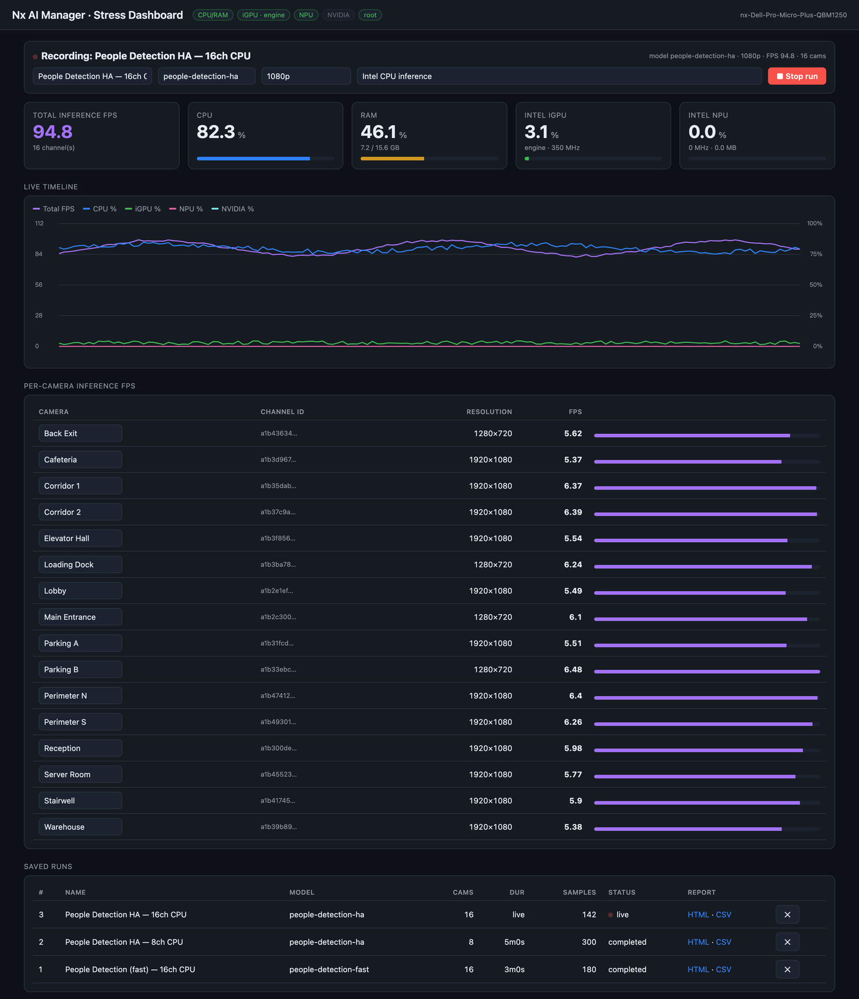 Nx AI Manager · Stress Dashboard CPU/RAM iGPU · engine NPU NVIDIA root nx-Dell-Pro-Micro-Plus-QBM1250
Recording: People Detection HA — 16ch CPU model people-detection-ha · 1080p · FPS 94.8 · 16 cams
People Detection HA — 16ch C people-detection-ha 1080p Intel CPU inference Stop run
TOTAL INFERENCE FPS
94.8
16 channel(s)
CPU
82.3 %
RAM
46.1 %
7.2 / 15.6 GB
INTEL IGPU
3.1 %
engine · 350 MHz
INTEL NPU
0.0 %
0 MHz · 0.0 MB
LIVE TIMELINE
Total FPS CPU % iGPU % NPU % NVIDIA %
112 100%
84 75%
56 50%
28 25%
0 0%
PER-CAMERA INFERENCE FPS
CAMERA CHANNEL ID RESOLUTION FPS
Back Exit a1b43634... 1280×720 5.62
Cafeteria a1b3d967... 1920×1080 5.37
Corridor 1 a1b35dab... 1920×1080 6.37
Corridor 2 a1b37c9a... 1920×1080 6.39
Elevator Hall a1b3f856... 1920×1080 5.54
Loading Dock a1b3ba78... 1280×720 6.24
Lobby a1b2e1ef... 1920×1080 5.49
Main Entrance a1b2c300... 1280×720 6.1
Parking A a1b31fcd... 1920×1080 5.51
Parking B a1b33ebc... 1280×720 6.48
Perimeter N a1b47412... 1920×1080 6.4
Perimeter S a1b49301... 1920×1080 6.26
Reception a1b300de... 1920×1080 5.98
Server Room a1b45523... 1920×1080 5.77
Stairwell a1b41745... 1920×1080 5.9
Warehouse a1b39b89... 1920×1080 5.38
SAVED RUNS
# NAME MODEL CAMS DUR SAMPLES STATUS REPORT
3 People Detection HA — 16ch CPU people-detection-ha 16 live 142 live HTML · CSV ✕
2 People Detection HA — 8ch CPU people-detection-ha 8 5m0s 300 completed HTML · CSV ✕
1 People Detection (fast) — 16ch CPU people-detection-fast 16 3m0s 180 completed HTML · CSV ✕